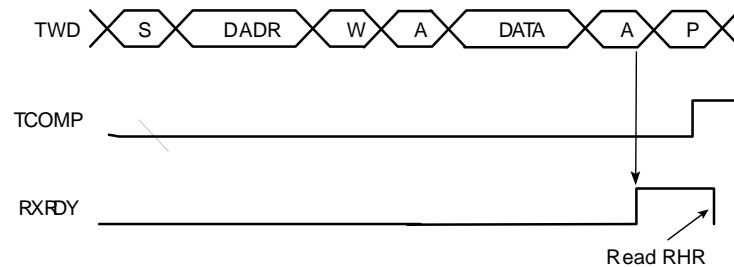 TWD S DADR W A DATA A P
TCOMP
RXRDY
Read RHR